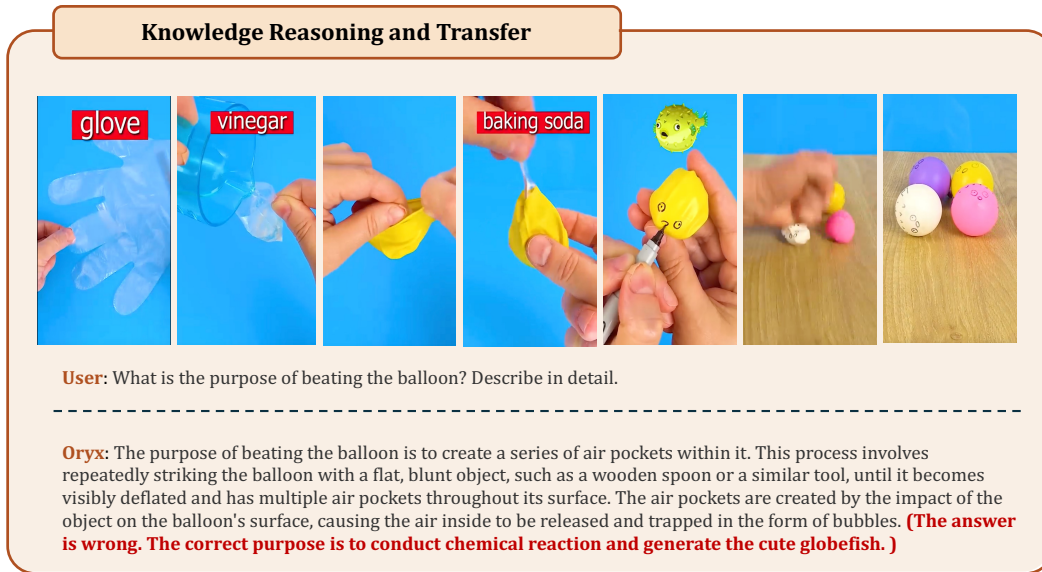 Knowledge Reasoning and Transfer
glove
vinegar
baking soda
User: What is the purpose of beating the balloon? Describe in detail.
Oryx: The purpose of beating the balloon is to create a series of air pockets within it. This process involves
repeatedly striking the balloon with a flat, blunt object, such as a wooden spoon or a similar tool, until it becomes
visibly deflated and has multiple air pockets throughout its surface. The air pockets are created by the impact of the
object on the balloon's surface, causing the air inside to be released and trapped in the form of bubbles. (The answer
is wrong. The correct purpose is to conduct chemical reaction and generate the cute globefish. )